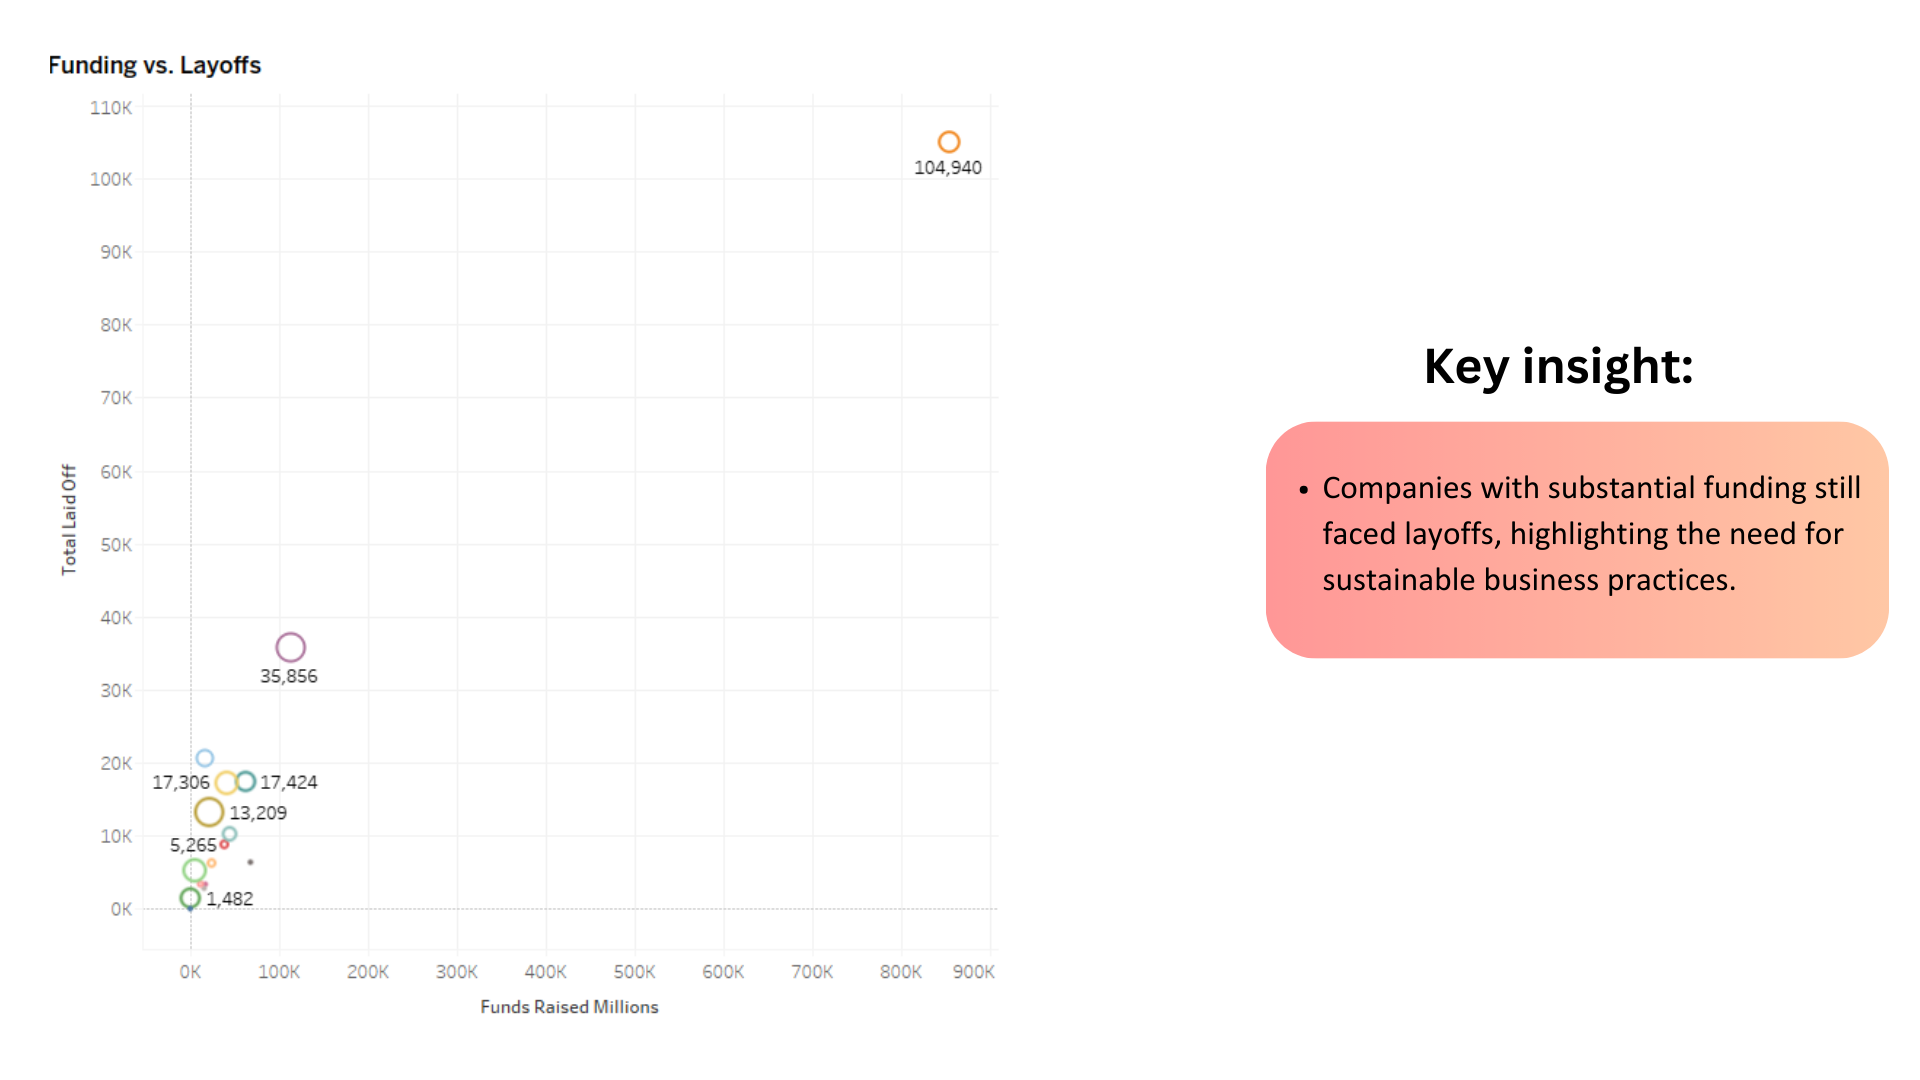 Funding vs. Layoffs
110K
100K
90K
80K
70K
60K
50K
40K
30K
20K
10K
0K
Total Laid Off
104,940
35,856
17,306
17,424
13,209
5,265
1,482
0K 100K 200K 300K 400K 500K 600K 700K 800K 900K
Funds Raised Millions
Key insight:
• Companies with substantial funding still
faced layoffs, highlighting the need for
sustainable business practices.